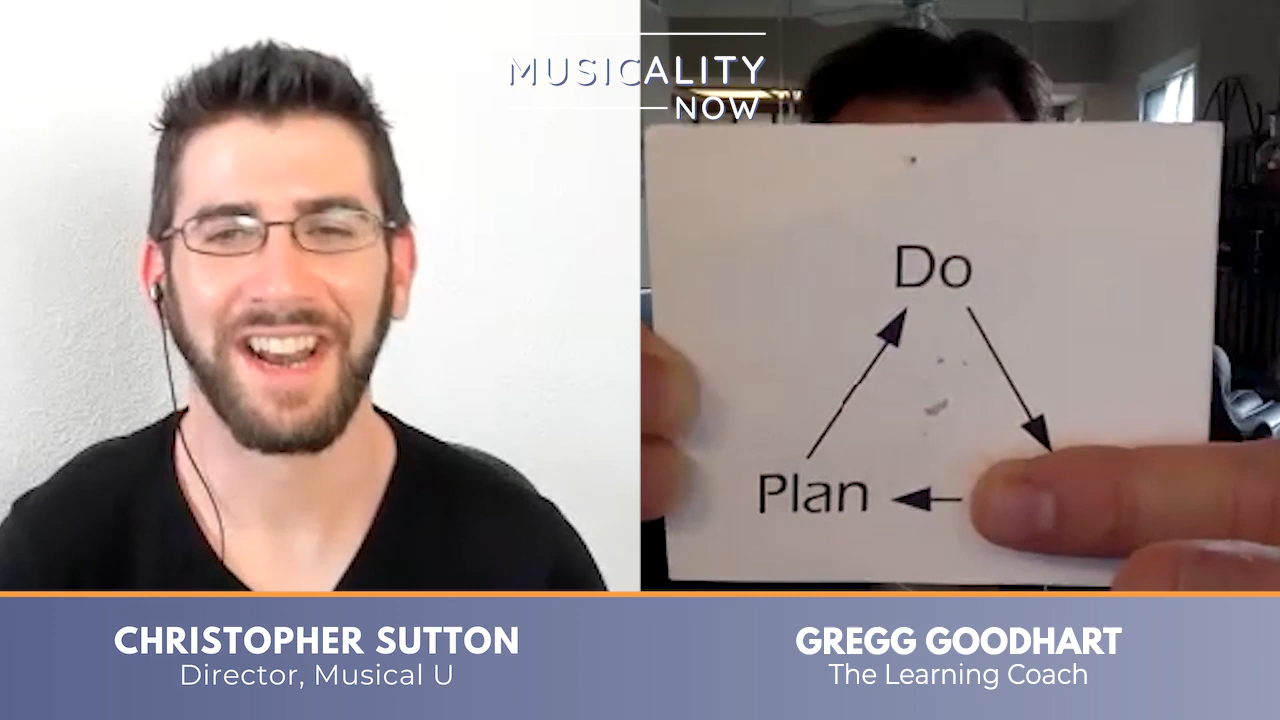 MUSICALITY
NOW
Do
Plan
CHRISTOPHER SUTTON
Director, Musical U
GREGG GOODHART
The Learning Coach